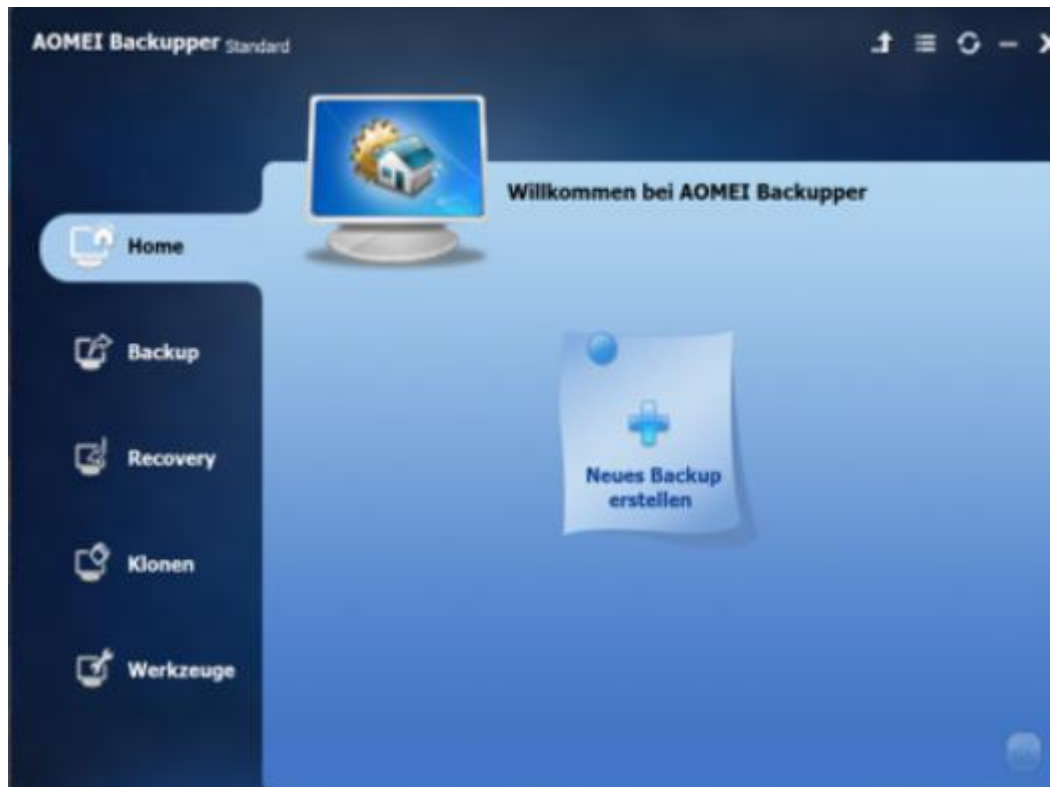 AOMEI Backupper Standard
Willkommen bei AOMEI Backupper
Home
Backup
Recovery
Klonen
Werkzeuge
Neues Backup
erstellen